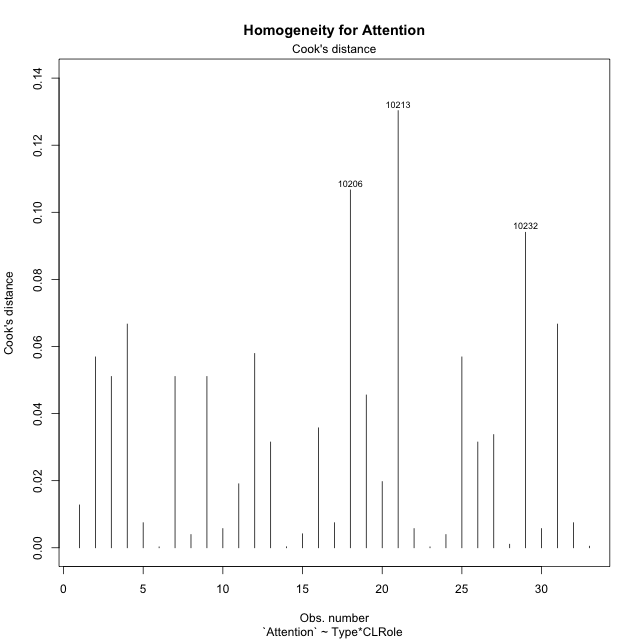 Homogeneity for Attention
Cook's distance
0.14
0.12
0.10
0.08
0.06
0.04
0.02
0.00
Cook's distance
10213
10206
10232
0 5 10 15 20 25 30
Obs. number
`Attention` ~ Type*CLRole